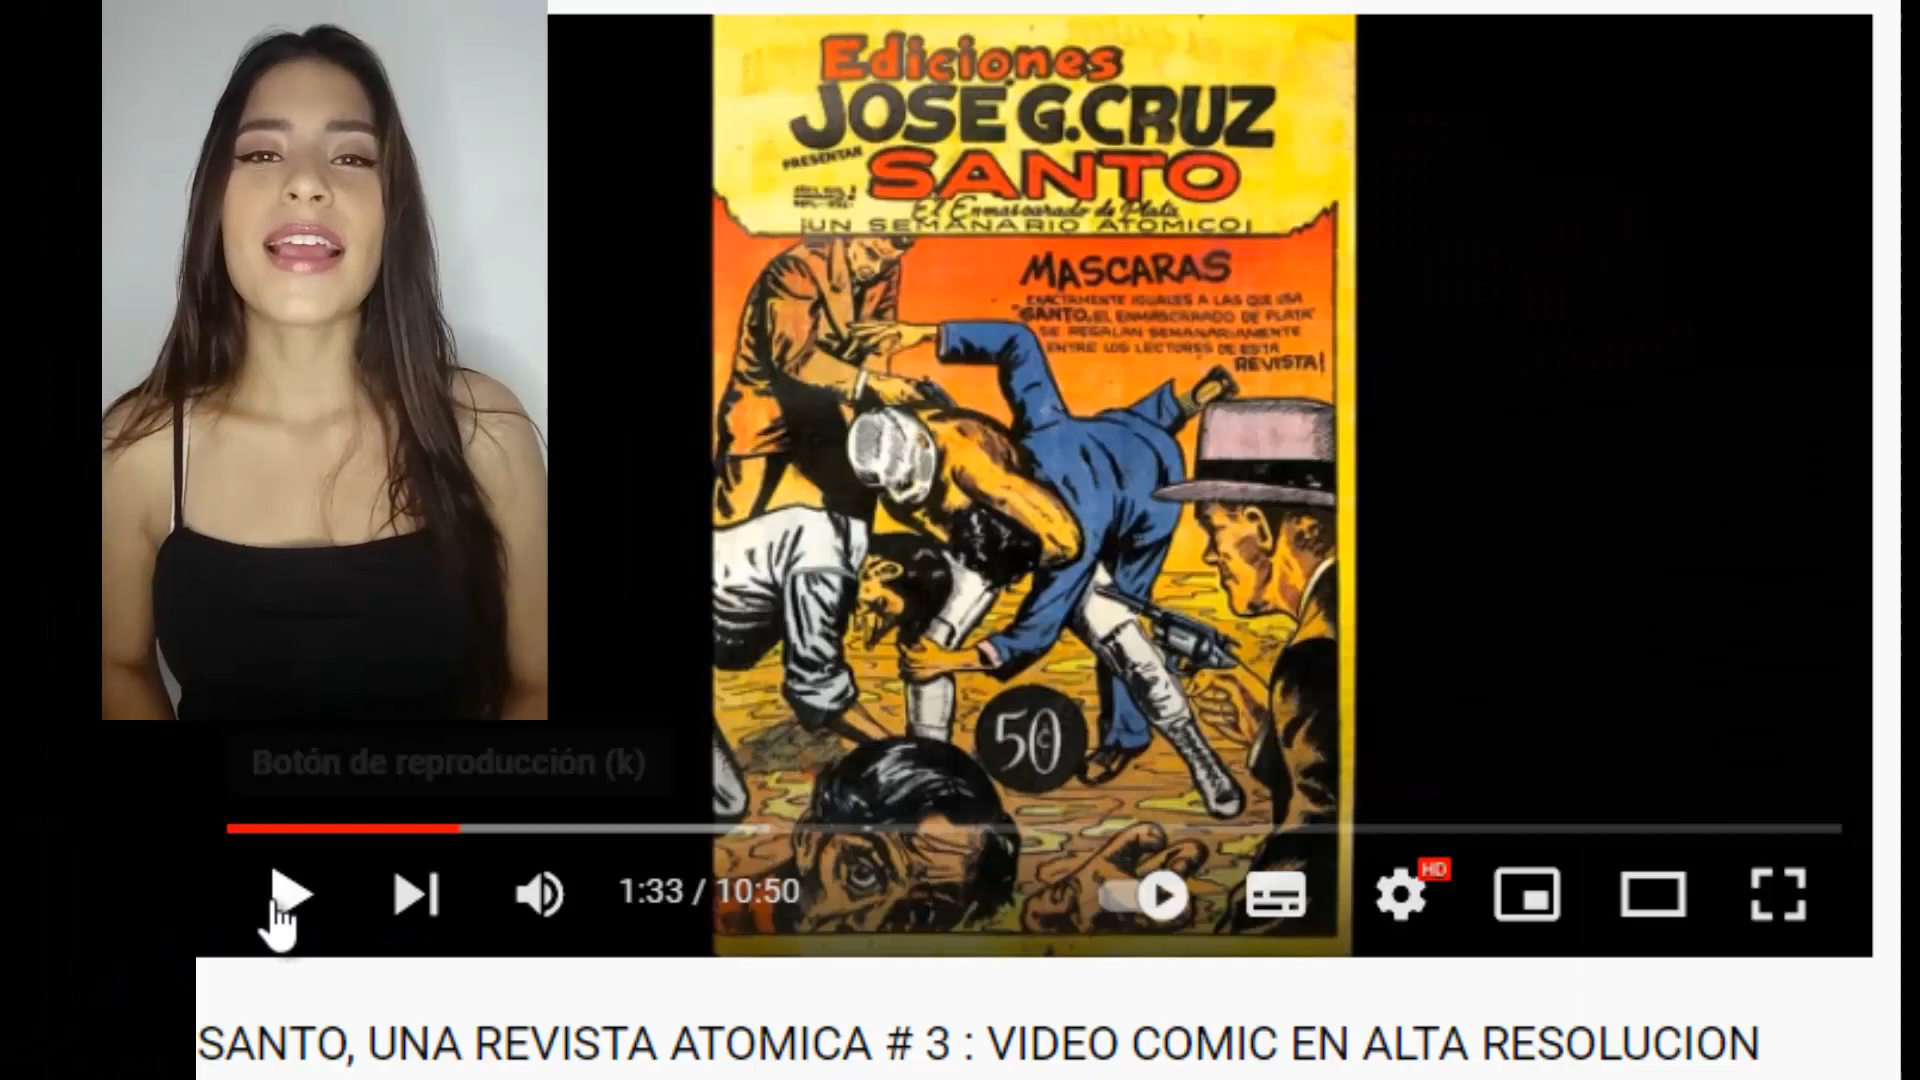 Ediciones
JOSE G. CRUZ
PRESENTAN
SANTO
El Enmascarado de Plata
¡UN SEMANARIO ATOMICO!
MASCARAS
EXACTAMENTE IGUALES A LAS QUE USA
"SANTO, EL ENMASCARADO DE PLATA"
SE REGALAN SEMANARIAMENTE
ENTRE LOS LECTORES DE ESTA
REVISTA!
50¢
Botón de reproducción (k)
1:33 / 10:50
HD
SANTO, UNA REVISTA ATOMICA # 3 : VIDEO COMIC EN ALTA RESOLUCION